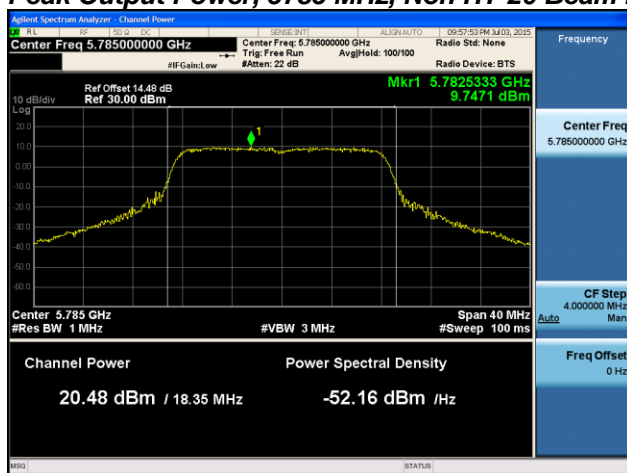 Peak Output Power, 5785 MHz, Non HT-20 Beam
Agilent Spectrum Analyzer - Channel Power
RL RF 50 Ω DC SENSE:INT ALIGNAUTO 09:57:53 PM Jul 03, 2015
Center Freq 5.785000000 GHz
Center Freq: 5.785000000 GHz
Radio Std: None
Trig: Free Run Avg|Hold: 100/100
#IFGain:Low #Atten: 22 dB Radio Device: BTS
Frequency
Ref Offset 14.48 dB
10 dB/div Ref 30.00 dBm
Mkr1 5.7825333 GHz
9.7471 dBm
Log
20.0
10.0
0.00
-10.0
-20.0
-30.0
-40.0
-50.0
-60.0
1
Center Freq
5.785000000 GHz
Center 5.785 GHz Span 40 MHz
#Res BW 1 MHz #VBW 3 MHz #Sweep 100 ms
CF Step
4.000000 MHz
Auto Man
Channel Power Power Spectral Density
20.48 dBm / 18.35 MHz -52.16 dBm /Hz
Freq Offset
0 Hz
MSG STATUS